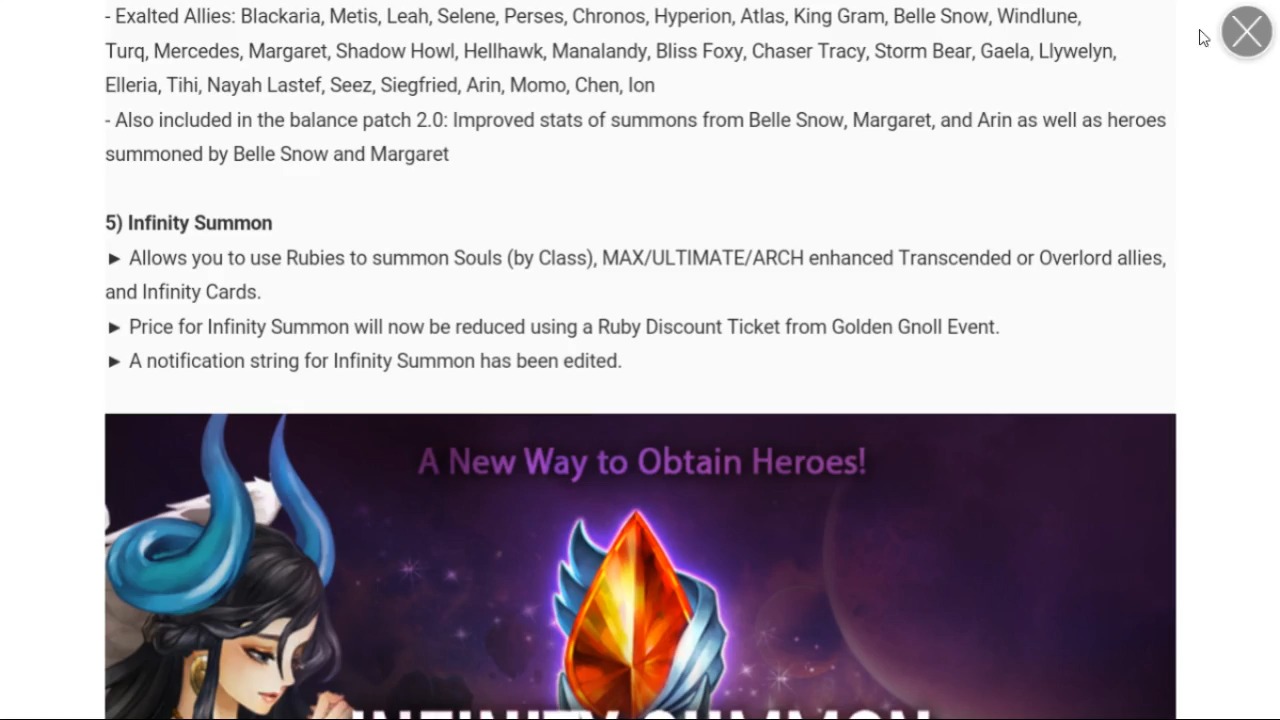 - Exalted Allies: Blackaria, Metis, Leah, Selene, Perses, Chronos, Hyperion, Atlas, King Gram, Belle Snow, Windlune,
Turq, Mercedes, Margaret, Shadow Howl, Hellhawk, Manalandy, Bliss Foxy, Chaser Tracy, Storm Bear, Gaela, Llywelyn,
Elleria, Tihi, Nayah Lastef, Seez, Siegfried, Arin, Momo, Chen, Ion
- Also included in the balance patch 2.0: Improved stats of summons from Belle Snow, Margaret, and Arin as well as heroes
summoned by Belle Snow and Margaret
5) Infinity Summon
► Allows you to use Rubies to summon Souls (by Class), MAX/ULTIMATE/ARCH enhanced Transcended or Overlord allies,
and Infinity Cards.
► Price for Infinity Summon will now be reduced using a Ruby Discount Ticket from Golden Gnoll Event.
► A notification string for Infinity Summon has been edited.
A New Way to Obtain Heroes!
INFINITY SUMMON